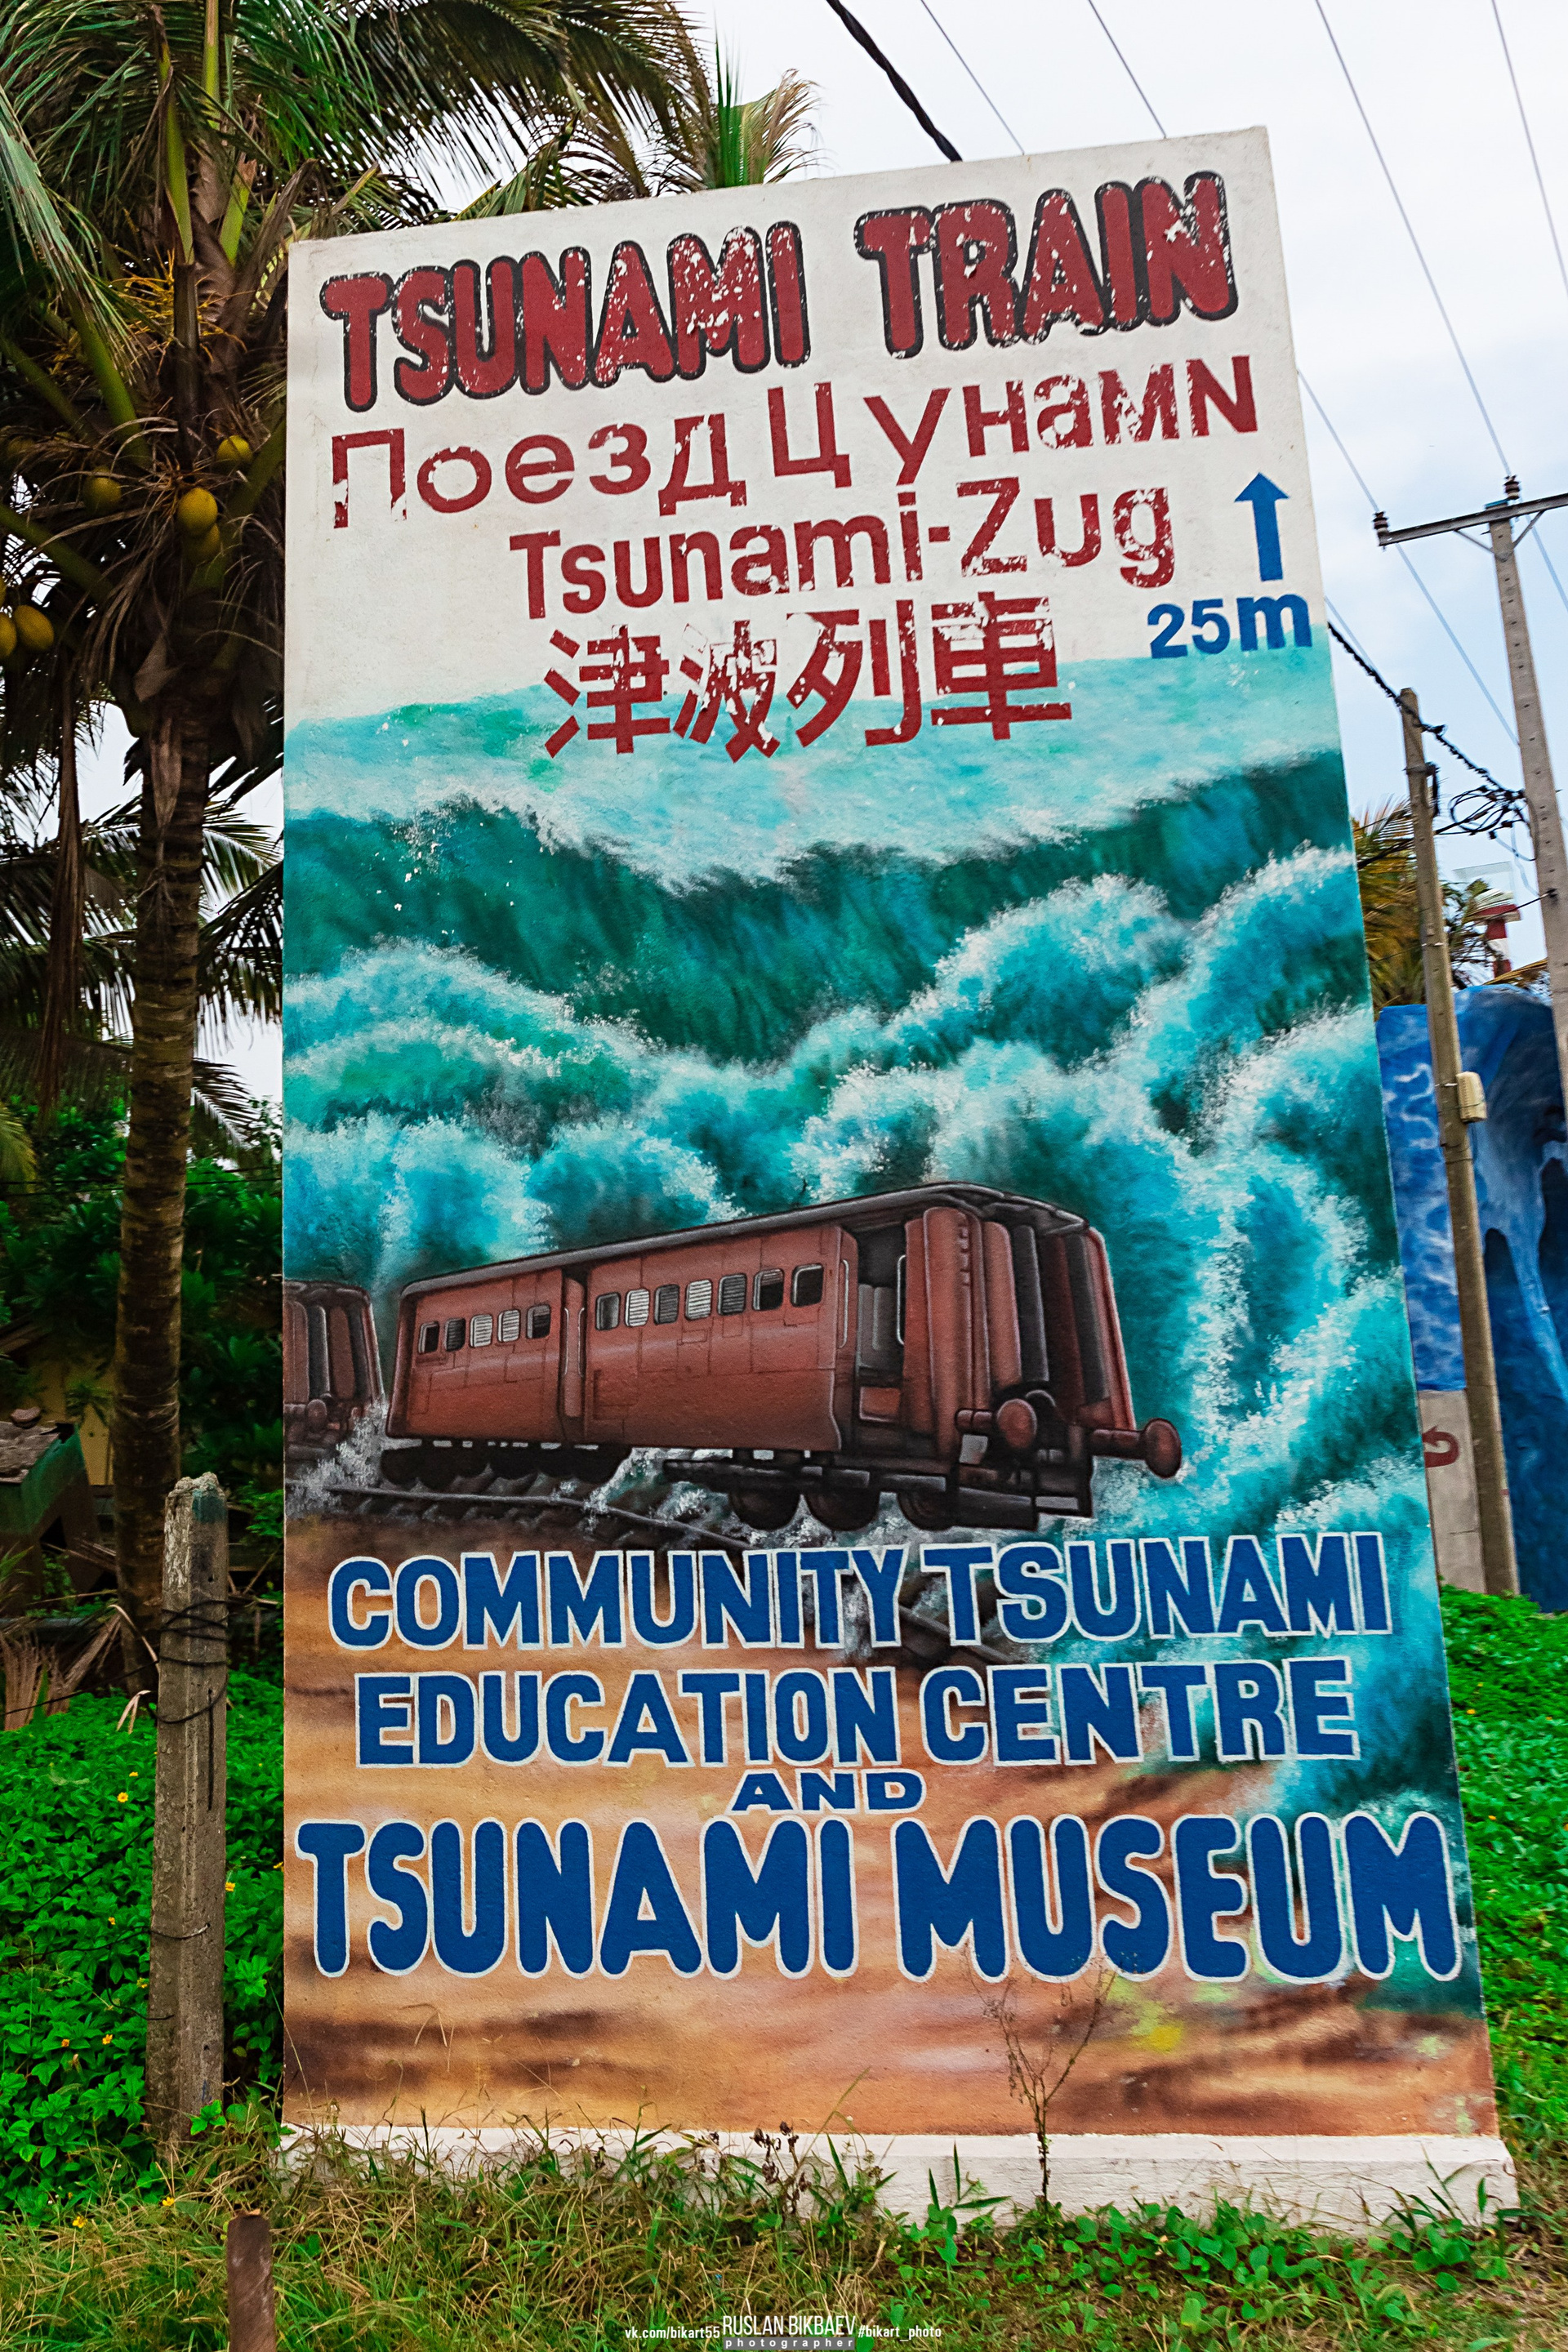 TSUNAMI TRAIN
Поезд ЦунамN
Tsunami-Zug
津波列車
25m
COMMUNITY TSUNAMI
EDUCATION CENTRE
AND
TSUNAMI MUSEUM
vk.com/bikart55 RUSLAN BIKBAEV #bikart_photo
photographer